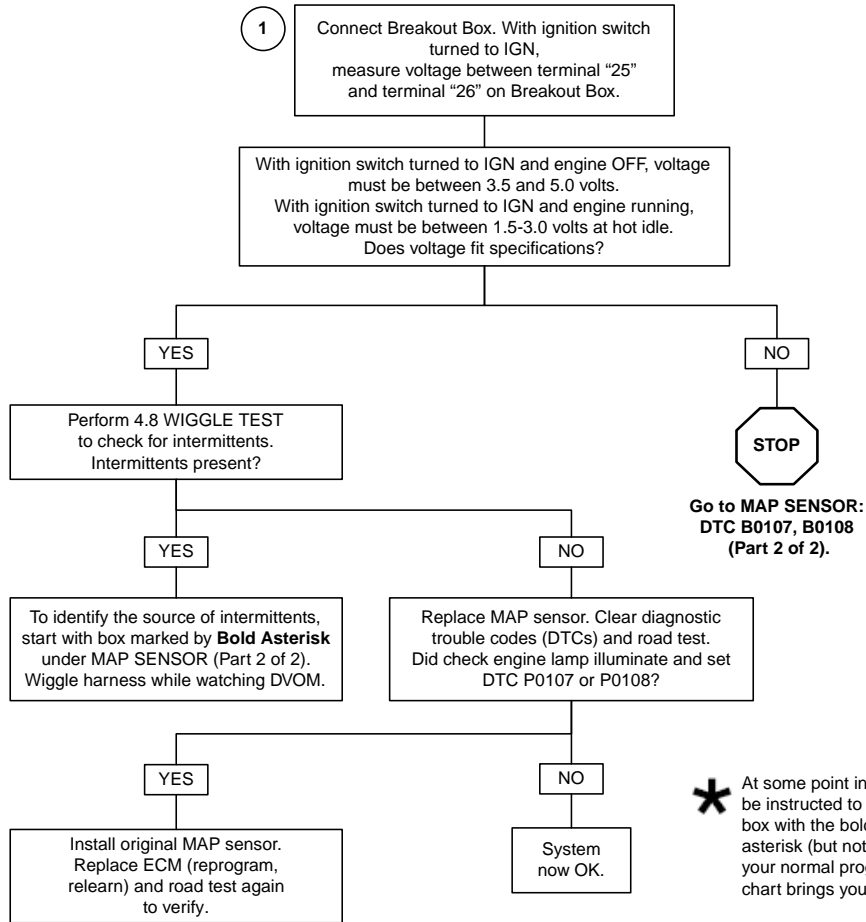 1
Connect Breakout Box. With ignition switch
turned to IGN,
measure voltage between terminal “25”
and terminal “26” on Breakout Box.
With ignition switch turned to IGN and engine OFF, voltage
must be between 3.5 and 5.0 volts.
With ignition switch turned to IGN and engine running,
voltage must be between 1.5-3.0 volts at hot idle.
Does voltage fit specifications?
YES
NO
Perform 4.8 WIGGLE TEST
to check for intermittents.
Intermittents present?
STOP
Go to MAP SENSOR:
DTC B0107, B0108
(Part 2 of 2).
YES
NO
To identify the source of intermittents,
start with box marked by Bold Asterisk
under MAP SENSOR (Part 2 of 2).
Wiggle harness while watching DVOM.
Replace MAP sensor. Clear diagnostic
trouble codes (DTCs) and road test.
Did check engine lamp illuminate and set
DTC P0107 or P0108?
YES
NO
Install original MAP sensor.
Replace ECM (reprogram,
relearn) and road test again
to verify.
System
now OK.
* At some point in
be instructed to
box with the bold
asterisk (but not
your normal prog
chart brings you